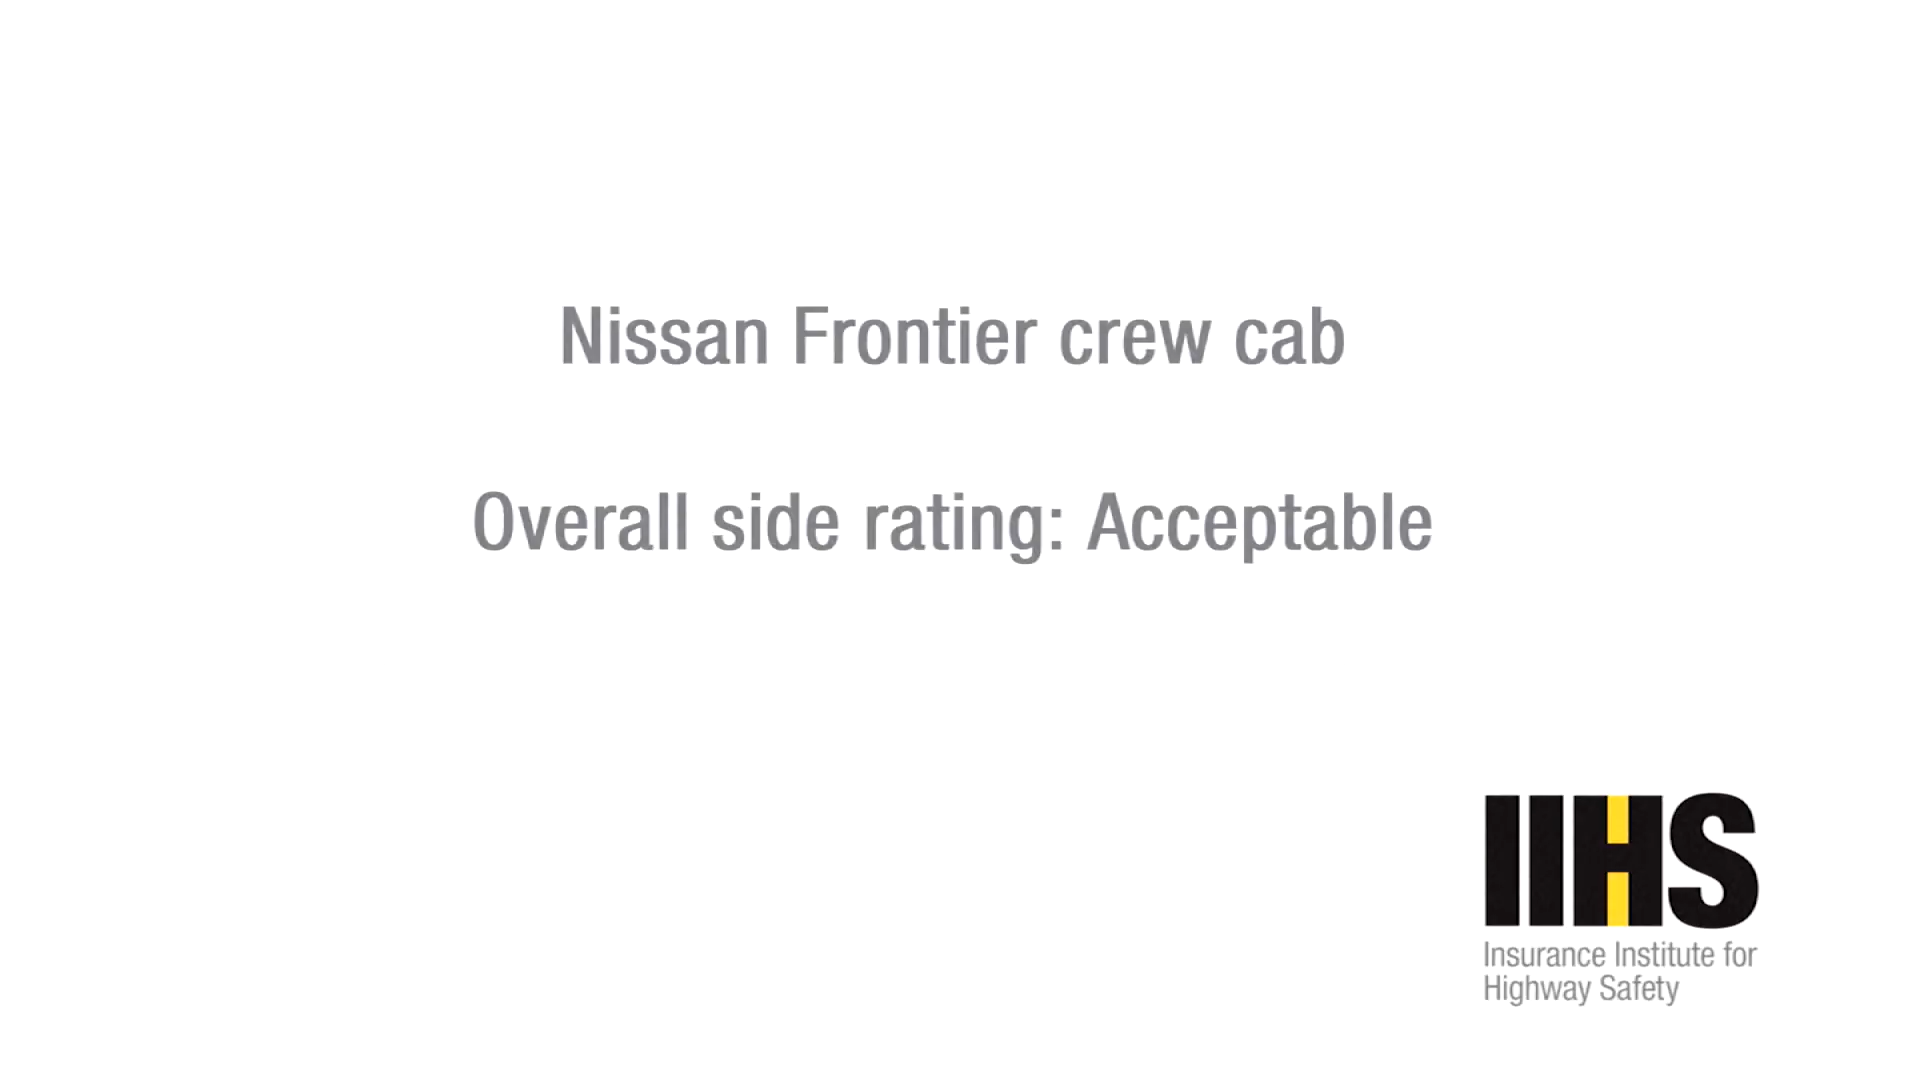 Nissan Frontier crew cab
Overall side rating: Acceptable
IIHS
Insurance Institute for
Highway Safety